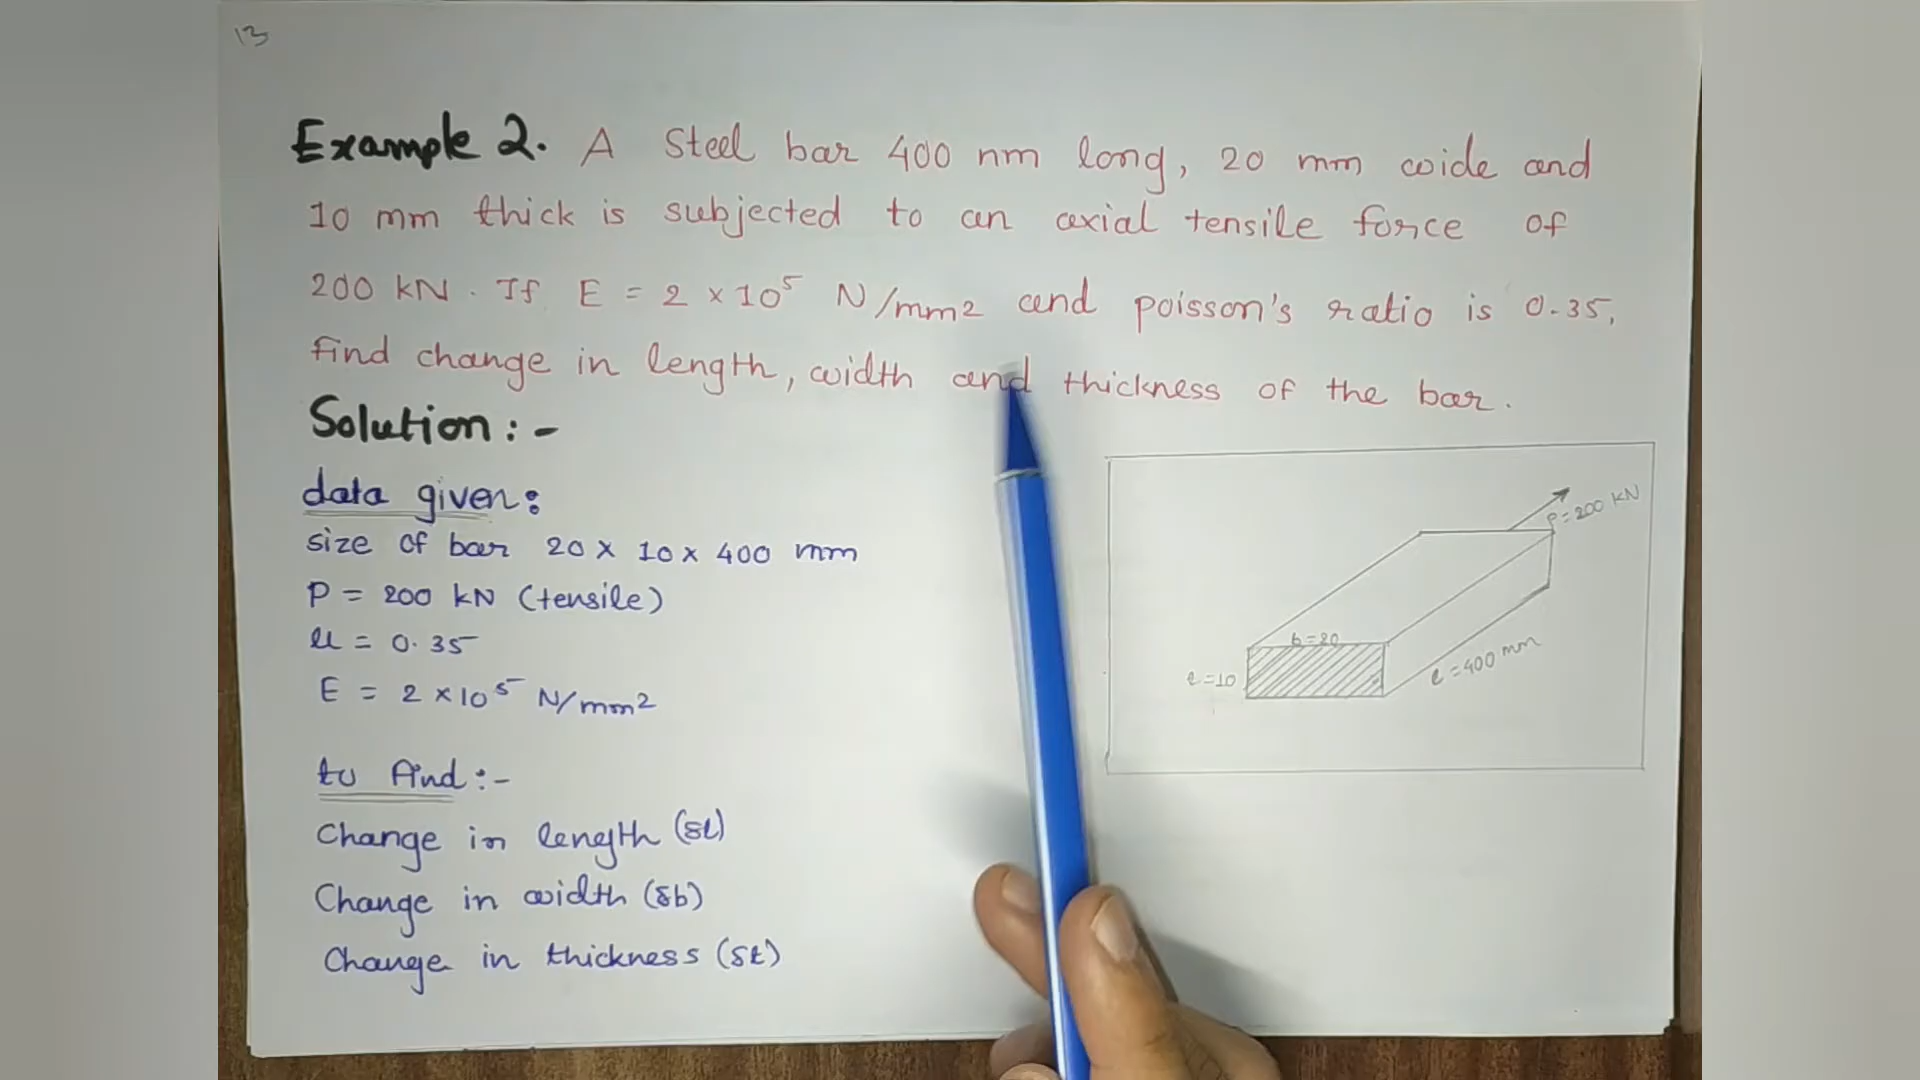 13
Example 2. A Steel bar 400 mm long, 20 mm wide and
10 mm thick is subjected to an axial tensile force of
200 kN. If E = 2 × 10⁵ N/mm2 and poisson's ratio is 0.35,
find change in length, width and thickness of the bar.
Solution:-
data given:
size of bar 20 × 10 × 400 mm
P = 200 kN (tensile)
μ = 0.35
E = 2 × 10⁵ N/mm2
P = 200 KN
b = 20
t = 10
l = 400 mm
to find:-
Change in length (δl)
Change in width (δb)
Change in thickness (δt)